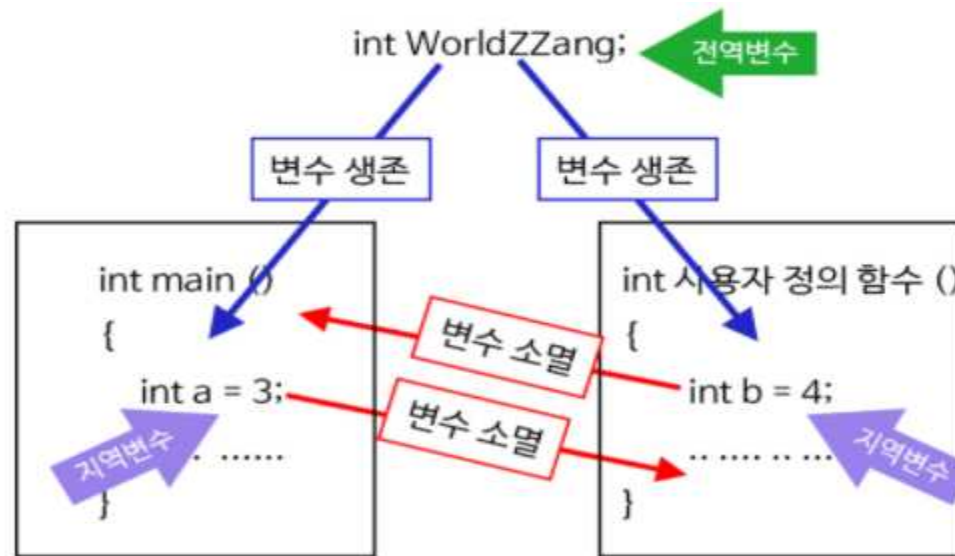 int WorldZZang;
전역변수
변수 생존
변수 생존
int main ()
{
int a = 3;
.. ......
}
지역변수
변수 소멸
변수 소멸
int 사용자 정의 함수 ()
{
int b = 4;
.. .... .. ...
}
지역변수